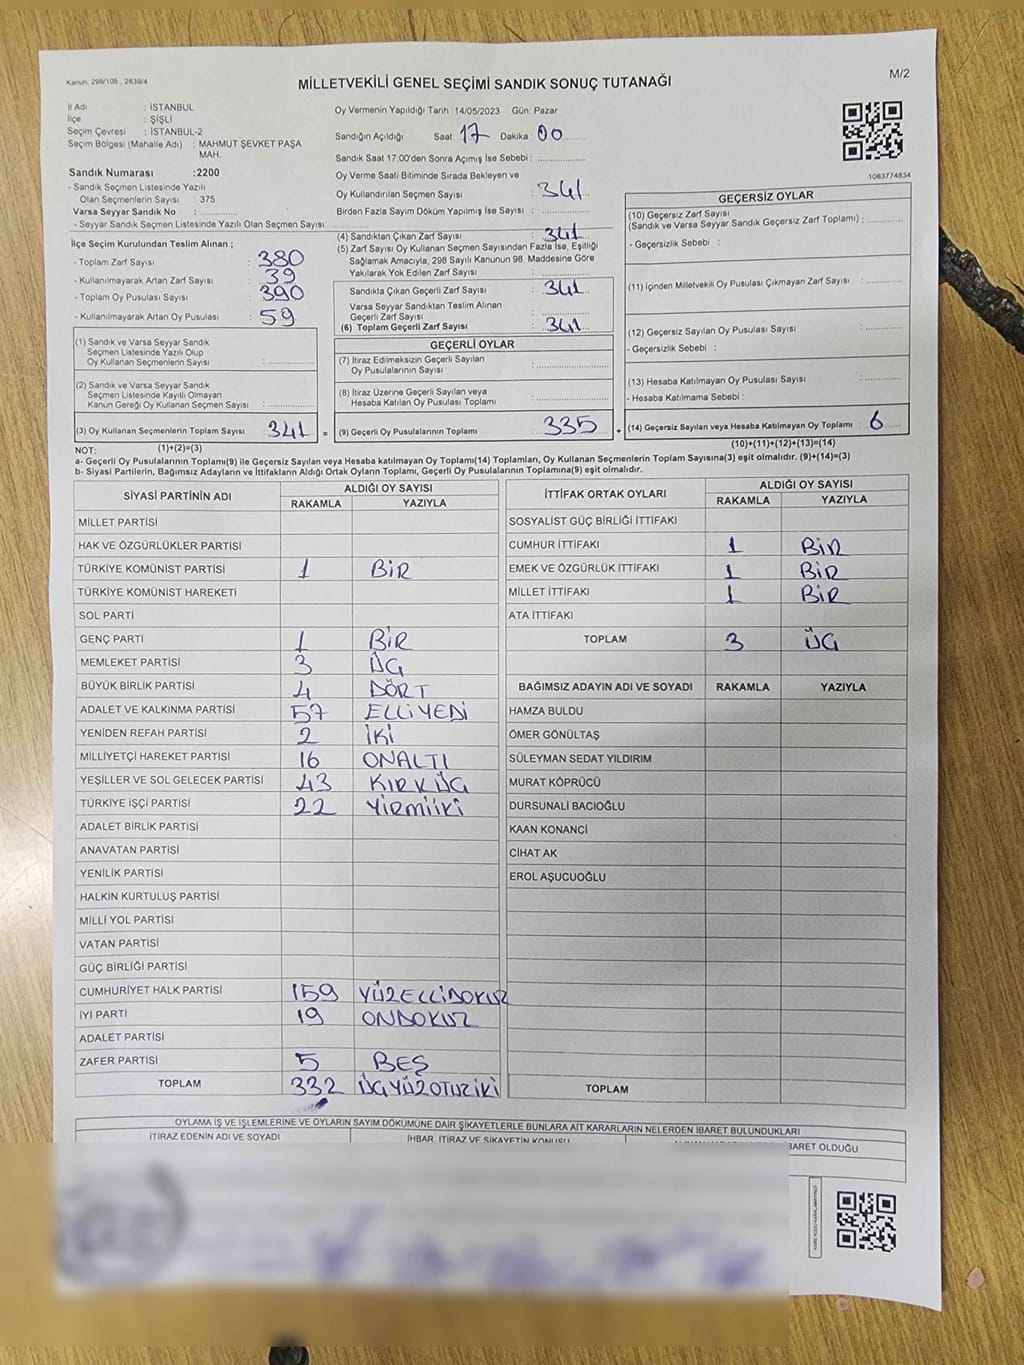 Kanun, 298/105 , 2839/4
M/2
MİLLETVEKİLİ GENEL SEÇİMİ SANDIK SONUÇ TUTANAĞI
İl Adı : İSTANBUL
İlçe : ŞİŞLİ
Seçim Çevresi : İSTANBUL-2
Seçim Bölgesi (Mahalle Adı) : MAHMUT ŞEVKET PAŞA
MAH.
Sandık Numarası :2200
- Sandık Seçmen Listesinde Yazılı
Olan Seçmenlerin Sayısı : 375
Varsa Seyyar Sandık No : ...............
- Seyyar Sandık Seçmen Listesinde Yazılı Olan Seçmen Sayısı: ...............
İlçe Seçim Kurulundan Teslim Alınan ;
- Toplam Zarf Sayısı : 380
- Kullanılmayarak Artan Zarf Sayısı : 39
- Toplam Oy Pusulası Sayısı : 390
- Kullanılmayarak Artan Oy Pusulası : 59
(1) Sandık ve Varsa Seyyar Sandık
Seçmen Listesinde Yazılı Olup
Oy Kullanan Seçmenlerin Sayısı : ............
(2) Sandık ve Varsa Seyyar Sandık
Seçmen Listesinde Kayıtlı Olmayan
Kanun Gereği Oy Kullanan Seçmen Sayısı : ............
(3) Oy Kullanan Seçmenlerin Toplam Sayısı : 341
Oy Vermenin Yapıldığı Tarih : 14/05/2023 Gün: Pazar
Sandığın Açıldığı Saat : 17 Dakika : 00
Sandık Saat 17:00'den Sonra Açımış İse Sebebi : ...............
Oy Verme Saati Bitiminde Sırada Bekleyen ve
Oy Kullandırılan Seçmen Sayısı : 341
Birden Fazla Sayım Döküm Yapılmış İse Sayısı : ...............
(4) Sandıktan Çıkan Zarf Sayısı : 341
(5) Zarf Sayısı Oy Kullanan Seçmen Sayısından Fazla İse, Eşitliği
Sağlamak Amacıyla, 298 Sayılı Kanunun 98. Maddesine Göre
Yakılarak Yok Edilen Zarf Sayısı : ...............
Sandıkta Çıkan Geçerli Zarf Sayısı : 341
Varsa Seyyar Sandıktan Teslim Alınan
Geçerli Zarf Sayısı : ...............
(6) Toplam Geçerli Zarf Sayısı : 341
GEÇERLİ OYLAR
(7) İtiraz Edilmeksizin Geçerli Sayılan
Oy Pusulalarının Sayısı : ...............
(8) İtiraz Üzerine Geçerli Sayılan veya
Hesaba Katılan Oy Pusulası Toplamı : ...............
= (9) Geçerli Oy Pusulalarının Toplamı : 335 +
1083774834
GEÇERSİZ OYLAR
(10) Geçersiz Zarf Sayısı
(Sandık ve Varsa Seyyar Sandık Geçersiz Zarf Toplamı) : ............
- Geçersizlik Sebebi :
(11) İçinden Milletvekili Oy Pusulası Çıkmayan Zarf Sayısı : ............
(12) Geçersiz Sayılan Oy Pusulası Sayısı : ............
- Geçersizlik Sebebi :
(13) Hesaba Katılmayan Oy Pusulası Sayısı : ............
- Hesaba Katılmama Sebebi :
(14) Geçersiz Sayılan veya Hesaba Katılmayan Oy Toplamı : 6
NOT: (1)+(2)=(3)
(10)+(11)+(12)+(13)=(14)
a- Geçerli Oy Pusulalarının Toplamı(9) ile Geçersiz Sayılan veya Hesaba katılmayan Oy Toplamı(14) Toplamları, Oy Kullanan Seçmenlerin Toplam Sayısına(3) eşit olmalıdır. (9)+(14)=(3)
b- Siyasi Partilerin, Bağımsız Adayların ve İttifakların Aldığı Ortak Oyların Toplamı, Geçerli Oy Pusulalarının Toplamına(9) eşit olmalıdır.
SİYASİ PARTİNİN ADI ALDIĞI OY SAYISI
RAKAMLA YAZIYLA
MİLLET PARTİSİ
HAK VE ÖZGÜRLÜKLER PARTİSİ
TÜRKİYE KOMÜNİST PARTİSİ 1 BİR
TÜRKİYE KOMÜNİST HAREKETİ
SOL PARTİ
GENÇ PARTİ 1 BİR
MEMLEKET PARTİSİ 3 ÜÇ
BÜYÜK BİRLİK PARTİSİ 4 DÖRT
ADALET VE KALKINMA PARTİSİ 57 ELLİYEDİ
YENİDEN REFAH PARTİSİ 2 İKİ
MİLLİYETÇİ HAREKET PARTİSİ 16 ONALTI
YEŞİLLER VE SOL GELECEK PARTİSİ 43 KIRKÜÇ
TÜRKİYE İŞÇİ PARTİSİ 22 YİRMİİKİ
ADALET BİRLİK PARTİSİ
ANAVATAN PARTİSİ
YENİLİK PARTİSİ
HALKIN KURTULUŞ PARTİSİ
MİLLİ YOL PARTİSİ
VATAN PARTİSİ
GÜÇ BİRLİĞİ PARTİSİ
CUMHURİYET HALK PARTİSİ 159 YÜZELLİDOKUZ
İYİ PARTİ 19 ONDOKUZ
ADALET PARTİSİ
ZAFER PARTİSİ 5 BEŞ
TOPLAM 332 ÜÇYÜZOTUZİKİ
İTTİFAK ORTAK OYLARI ALDIĞI OY SAYISI
RAKAMLA YAZIYLA
SOSYALİST GÜÇ BİRLİĞİ İTTİFAKI
CUMHUR İTTİFAKI 1 BİR
EMEK VE ÖZGÜRLÜK İTTİFAKI 1 BİR
MİLLET İTTİFAKI 1 BİR
ATA İTTİFAKI
TOPLAM 3 ÜÇ
BAĞIMSIZ ADAYIN ADI VE SOYADI RAKAMLA YAZIYLA
HAMZA BULDU
ÖMER GÖNÜLTAŞ
SÜLEYMAN SEDAT YILDIRIM
MURAT KÖPRÜCÜ
DURSUNALİ BACIOĞLU
KAAN KONANCİ
CİHAT AK
EROL AŞUCUOĞLU
TOPLAM
OYLAMA İŞ VE İŞLEMLERİNE VE OYLARIN SAYIM DÖKÜMÜNE DAİR ŞİKAYETLERLE BUNLARA AİT KARARLARIN NELERDEN İBARET BULUNDUKLARI
İTİRAZ EDENİN ADI VE SOYADI İHBAR, İTİRAZ VE ŞİKAYETİN KONUSU BARET OLDUĞU